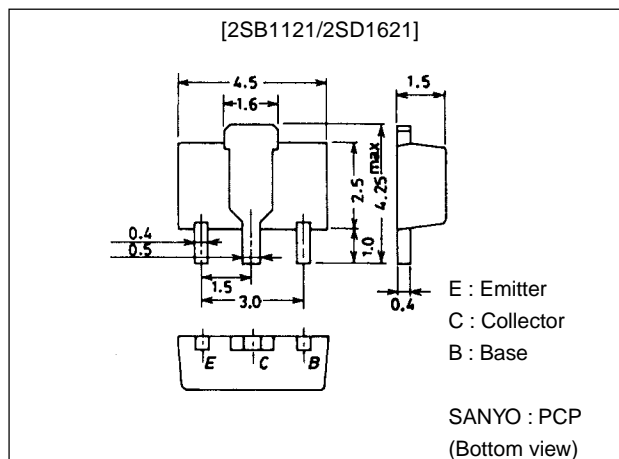 [2SB1121/2SD1621]
4.5
1.6
1.5
2.5
4.25max
1.0
0.4
0.5
1.5
3.0
0.4
E C B
E : Emitter
C : Collector
B : Base
SANYO : PCP
(Bottom view)